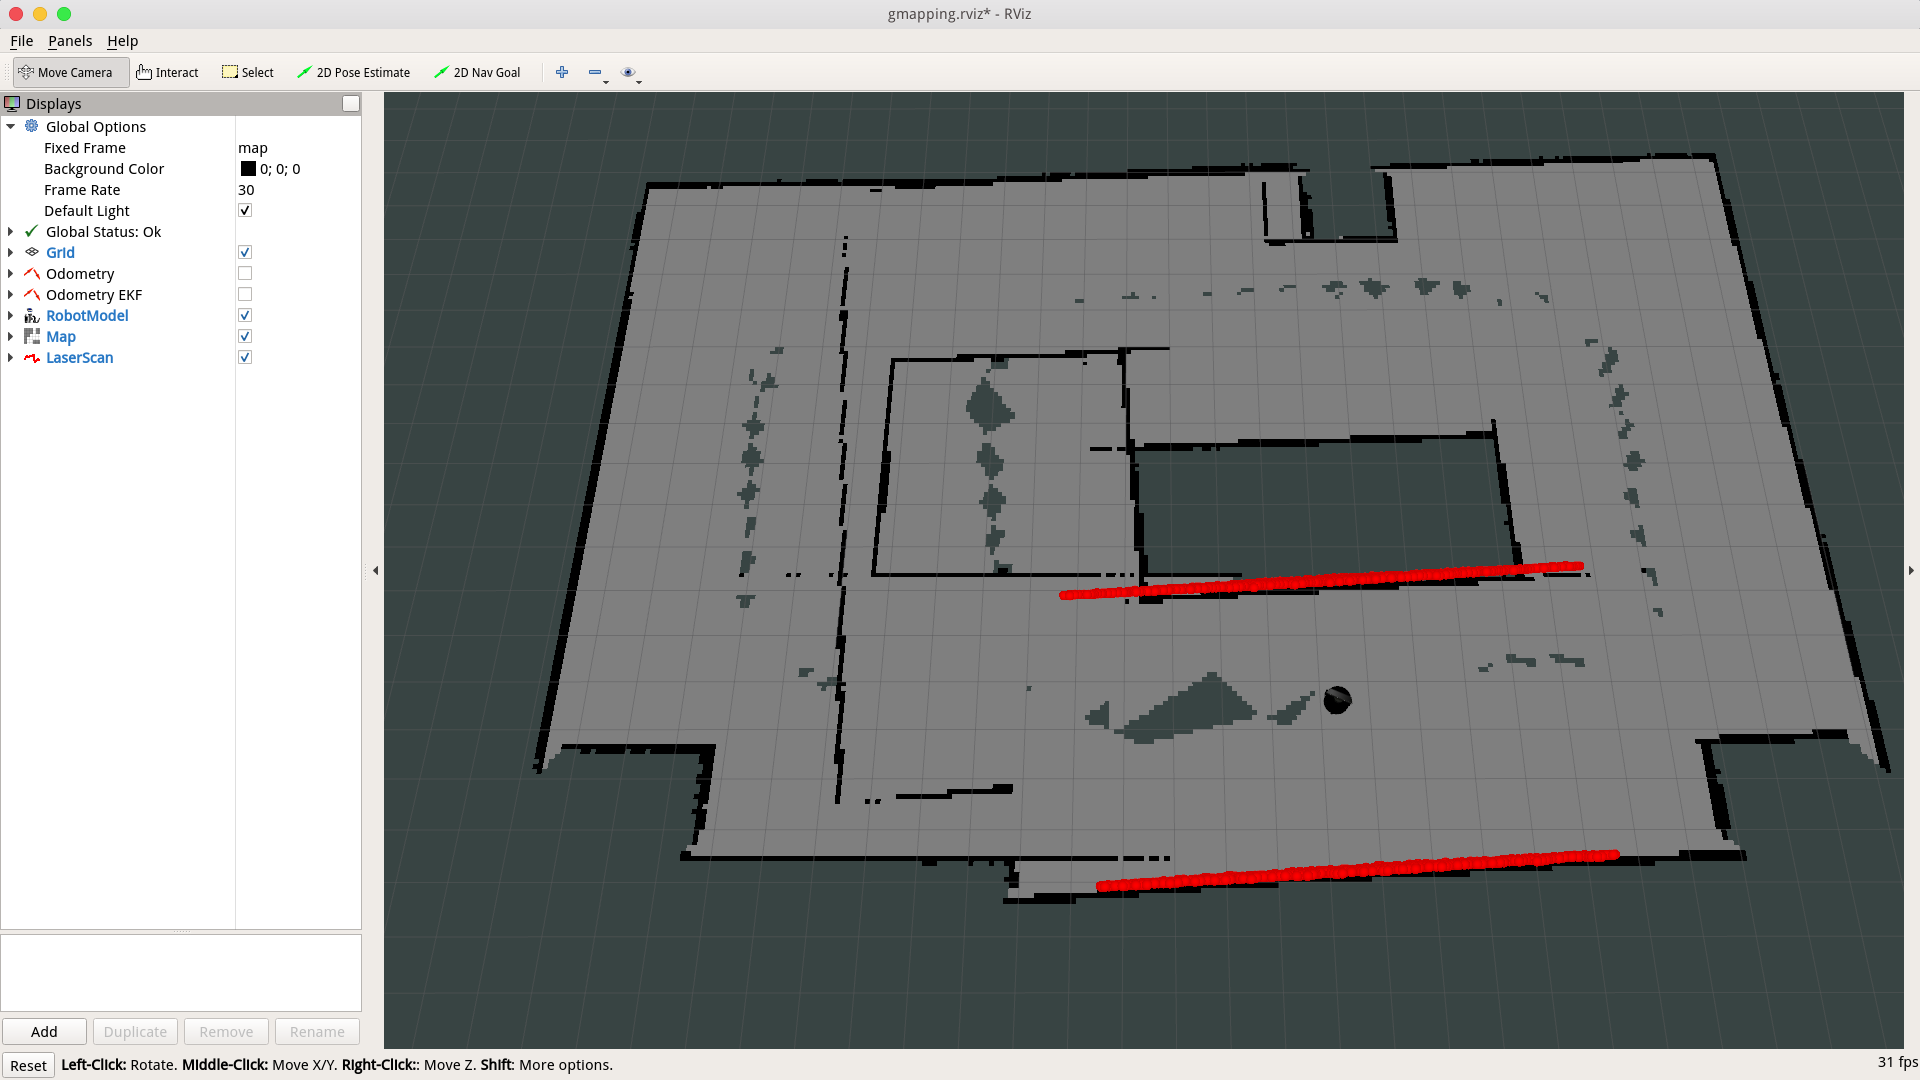 gmapping.rviz* - RViz
File Panels Help
Move Camera Interact Select 2D Pose Estimate 2D Nav Goal
Displays
Global Options
Fixed Frame map
Background Color 0; 0; 0
Frame Rate 30
Default Light
Global Status: Ok
Grid
Odometry
Odometry EKF
RobotModel
Map
LaserScan
Add Duplicate Remove Rename
Reset Left-Click: Rotate. Middle-Click: Move X/Y. Right-Click:: Move Z. Shift: More options. 31 fps